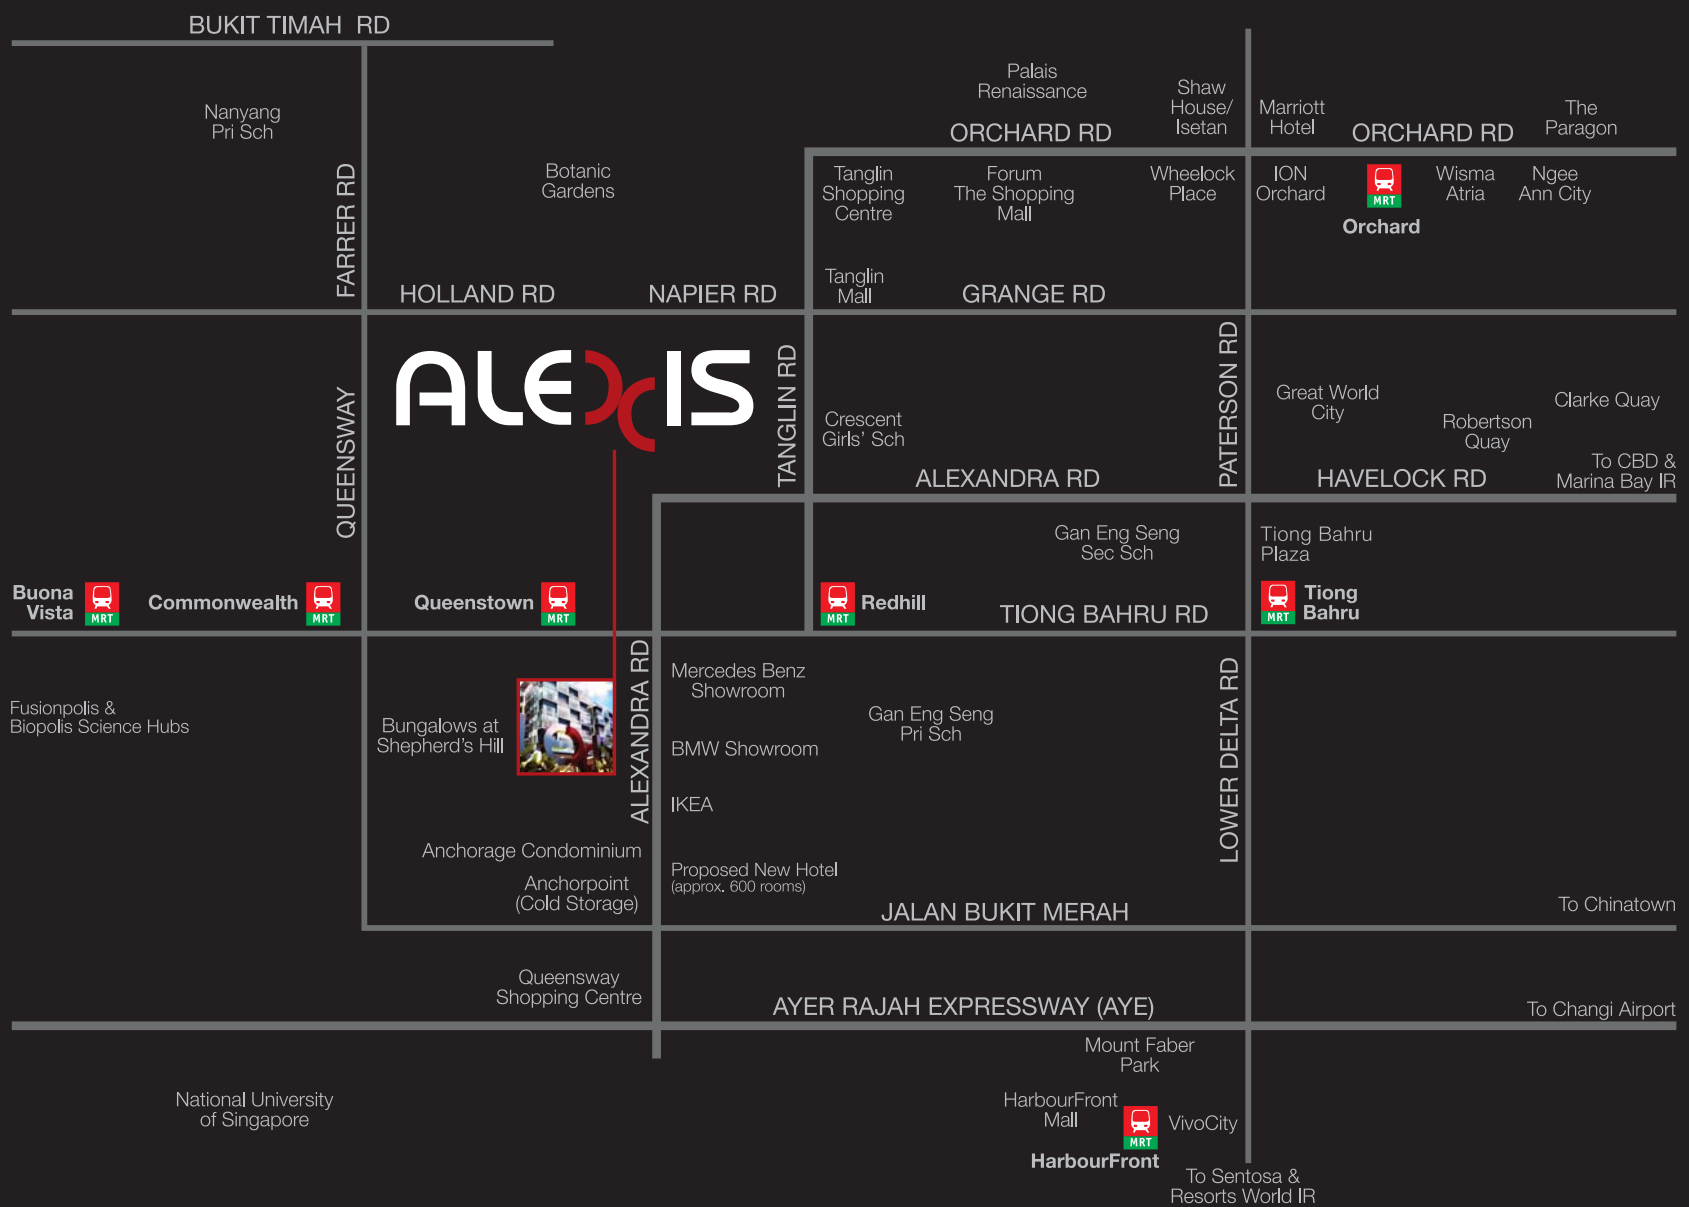 BUKIT TIMAH RD
Nanyang
Pri Sch
FARRER RD
Botanic
Gardens
Palais
Renaissance
Shaw
House/
Isetan
Marriott
Hotel
The
Paragon
ORCHARD RD
ORCHARD RD
Tanglin
Shopping
Centre
Forum
The Shopping
Mall
Wheelock
Place
ION
Orchard
MRT
Orchard
Wisma
Atria
Ngee
Ann City
Tanglin
Mall
HOLLAND RD
NAPIER RD
GRANGE RD
ALEXIS
QUEENSWAY
TANGLIN RD
PATERSON RD
Crescent
Girls' Sch
Great World
City
Robertson
Quay
Clarke Quay
To CBD &
Marina Bay IR
ALEXANDRA RD
HAVELOCK RD
Gan Eng Seng
Sec Sch
Tiong Bahru
Plaza
Buona
Vista
MRT
Commonwealth
MRT
Queenstown
MRT
MRT
Redhill
TIONG BAHRU RD
MRT
Tiong
Bahru
Fusionpolis &
Biopolis Science Hubs
Bungalows at
Shepherd's Hill
ALEXANDRA RD
Mercedes Benz
Showroom
BMW Showroom
IKEA
Gan Eng Seng
Pri Sch
LOWER DELTA RD
Anchorage Condominium
Anchorpoint
(Cold Storage)
Proposed New Hotel
(approx. 600 rooms)
JALAN BUKIT MERAH
To Chinatown
Queensway
Shopping Centre
AYER RAJAH EXPRESSWAY (AYE)
To Changi Airport
National University
of Singapore
Mount Faber
Park
HarbourFront
Mall
MRT
VivoCity
HarbourFront
To Sentosa &
Resorts World IR